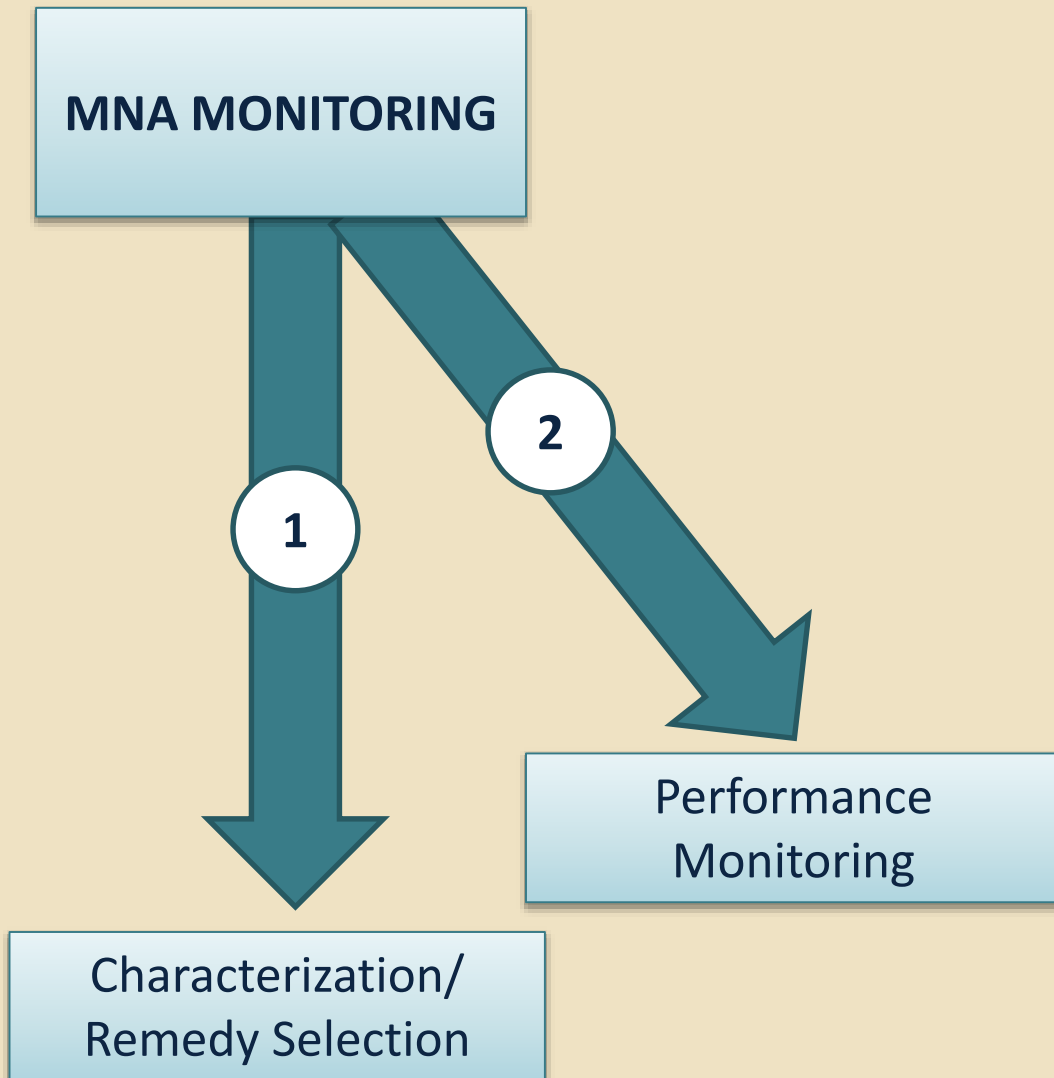 MNA MONITORING
2
1
Performance
Monitoring
Characterization/
Remedy Selection